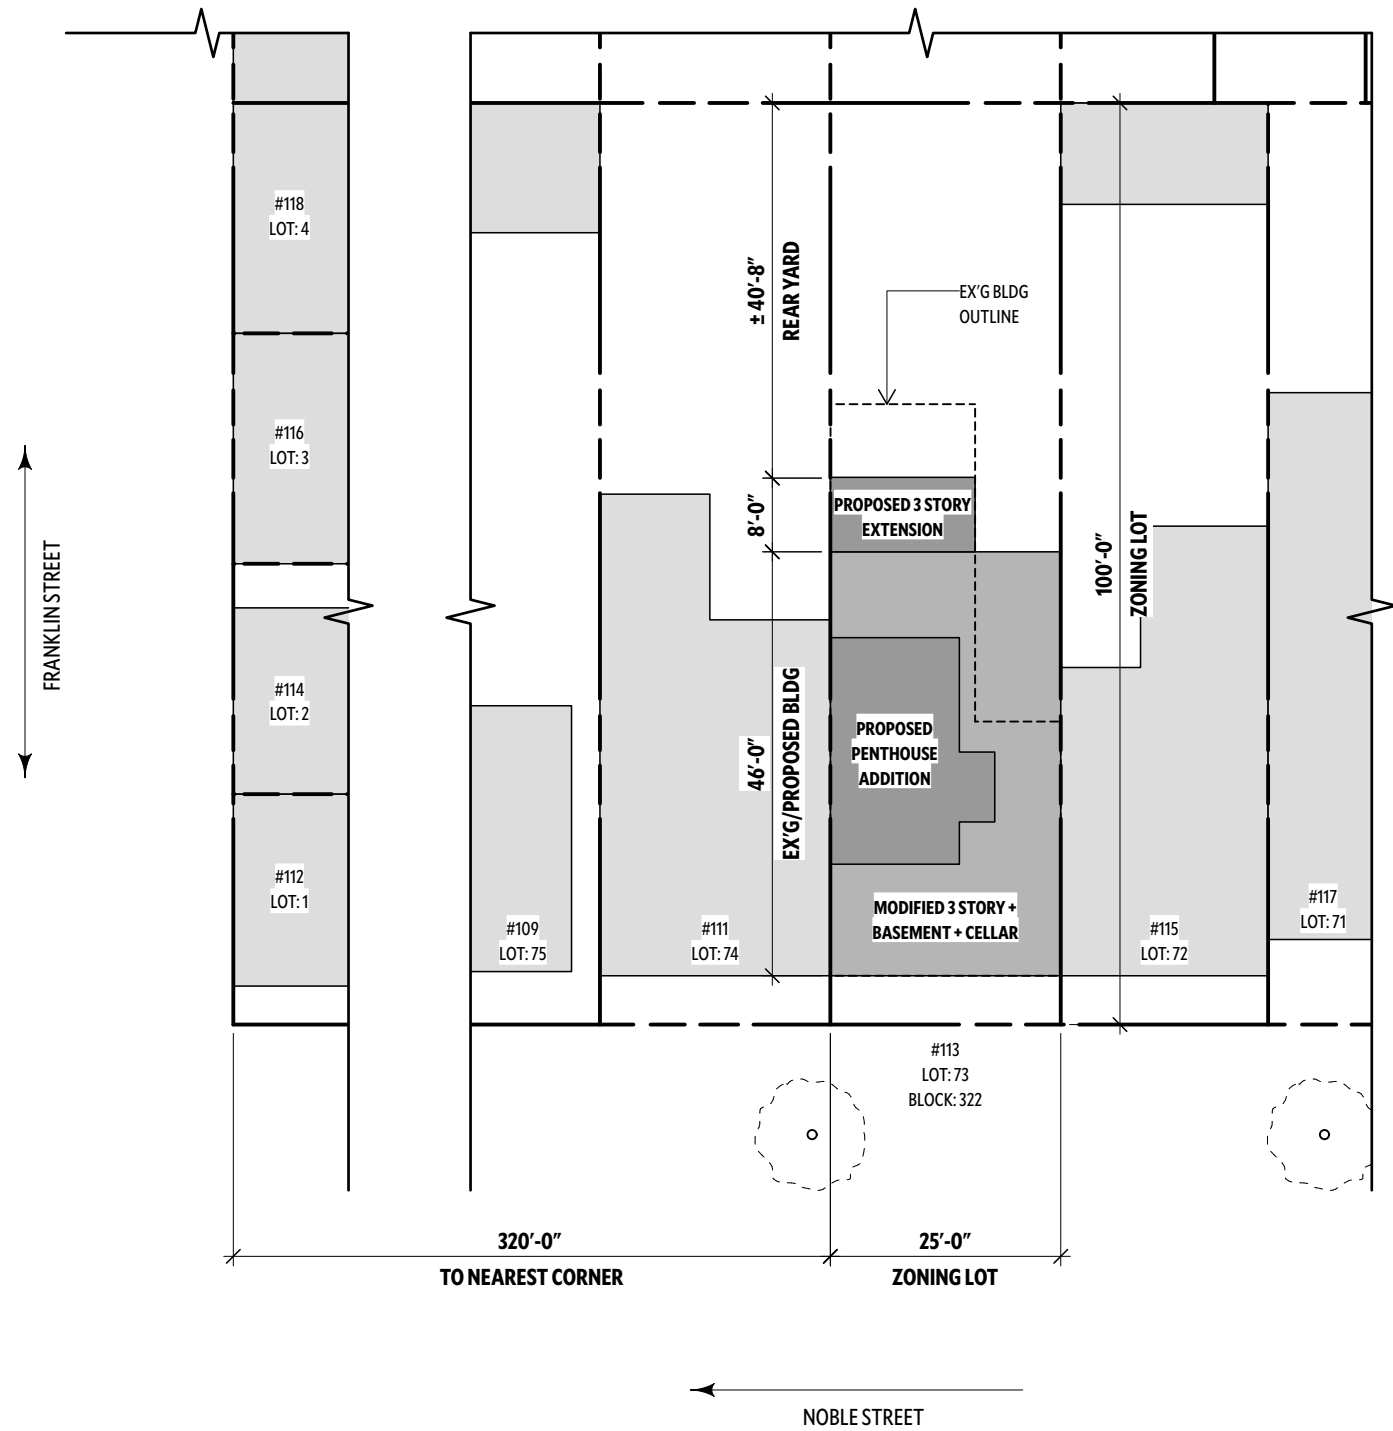 #118
LOT: 4
#116
LOT: 3
#114
LOT: 2
#112
LOT: 1
FRANKLIN STREET
± 40'-8"
REAR YARD
EX'G BLDG
OUTLINE
8'-0"
PROPOSED 3 STORY
EXTENSION
100'-0"
ZONING LOT
46'-0"
EX'G/PROPOSED BLDG
PROPOSED
PENTHOUSE
ADDITION
MODIFIED 3 STORY +
BASEMENT + CELLAR
#109
LOT: 75
#111
LOT: 74
#115
LOT: 72
#117
LOT: 71
#113
LOT: 73
BLOCK: 322
320'-0"
TO NEAREST CORNER
25'-0"
ZONING LOT
NOBLE STREET